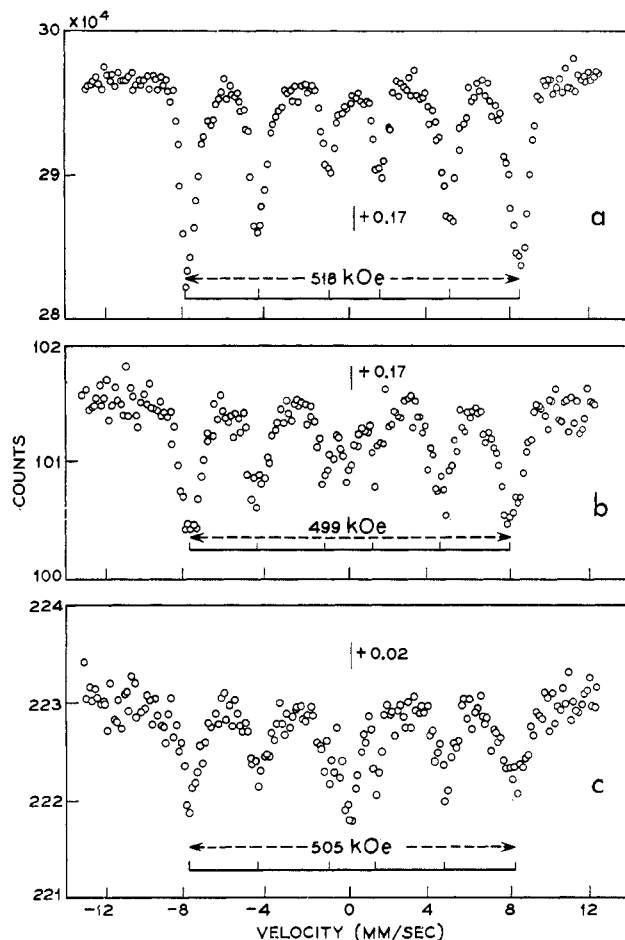 ×10⁴
30
29
28
+0.17
518 kOe
a
102
101
100
+0.17
499 kOe
b
COUNTS
224
223
222
221
+0.02
505 kOe
c
-12 -8 -4 0 4 8 12
VELOCITY (MM/SEC)